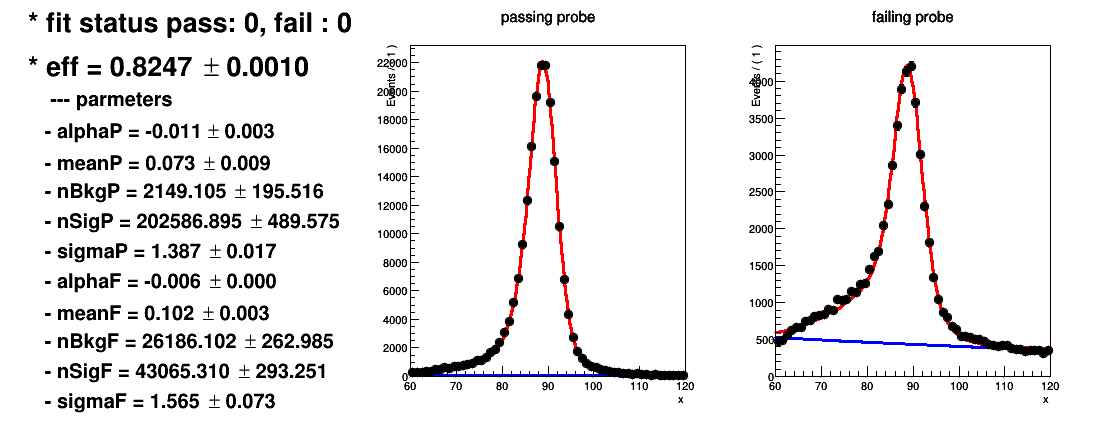 * fit status pass: 0, fail : 0
* eff = 0.8247 ± 0.0010
--- parmeters
- alphaP = -0.011 ± 0.003
- meanP = 0.073 ± 0.009
- nBkgP = 2149.105 ± 195.516
- nSigP = 202586.895 ± 489.575
- sigmaP = 1.387 ± 0.017
- alphaF = -0.006 ± 0.000
- meanF = 0.102 ± 0.003
- nBkgF = 26186.102 ± 262.985
- nSigF = 43065.310 ± 293.251
- sigmaF = 1.565 ± 0.073
passing probe
Events / ( 1 )
22000
20000
18000
16000
14000
12000
10000
8000
6000
4000
2000
0
60 70 80 90 100 110 120
x
failing probe
Events / ( 1 )
4500
4000
3500
3000
2500
2000
1500
1000
500
0
60 70 80 90 100 110 120
x